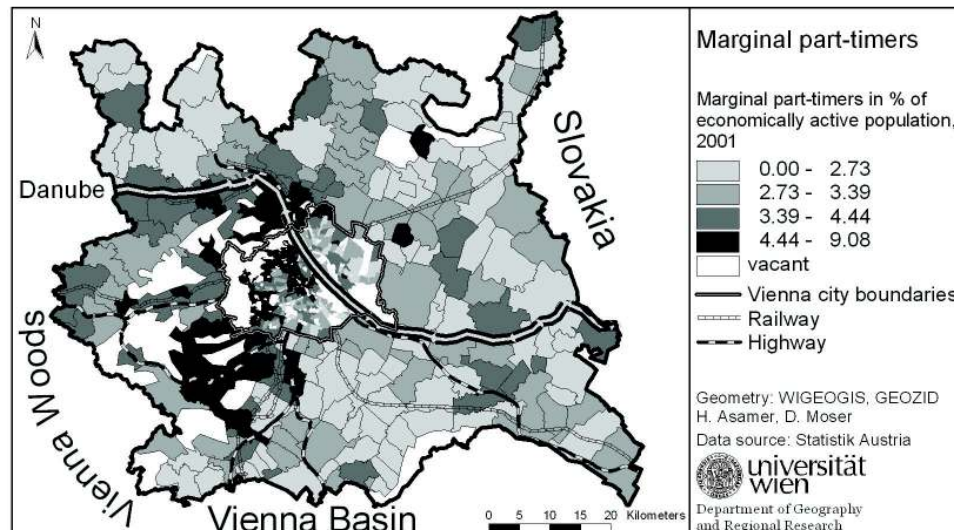 N
Danube
Slovakia
Vienna Woods
Vienna Basin
0 5 10 15 20 Kilometers
Marginal part-timers
Marginal part-timers in % of
economically active population,
2001
0.00 - 2.73
2.73 - 3.39
3.39 - 4.44
4.44 - 9.08
vacant
Vienna city boundaries
Railway
Highway
Geometry: WIGEOGIS, GEOZID
H. Asamer, D. Moser
Data source: Statistik Austria
universität
wien
Department of Geography
and Regional Research